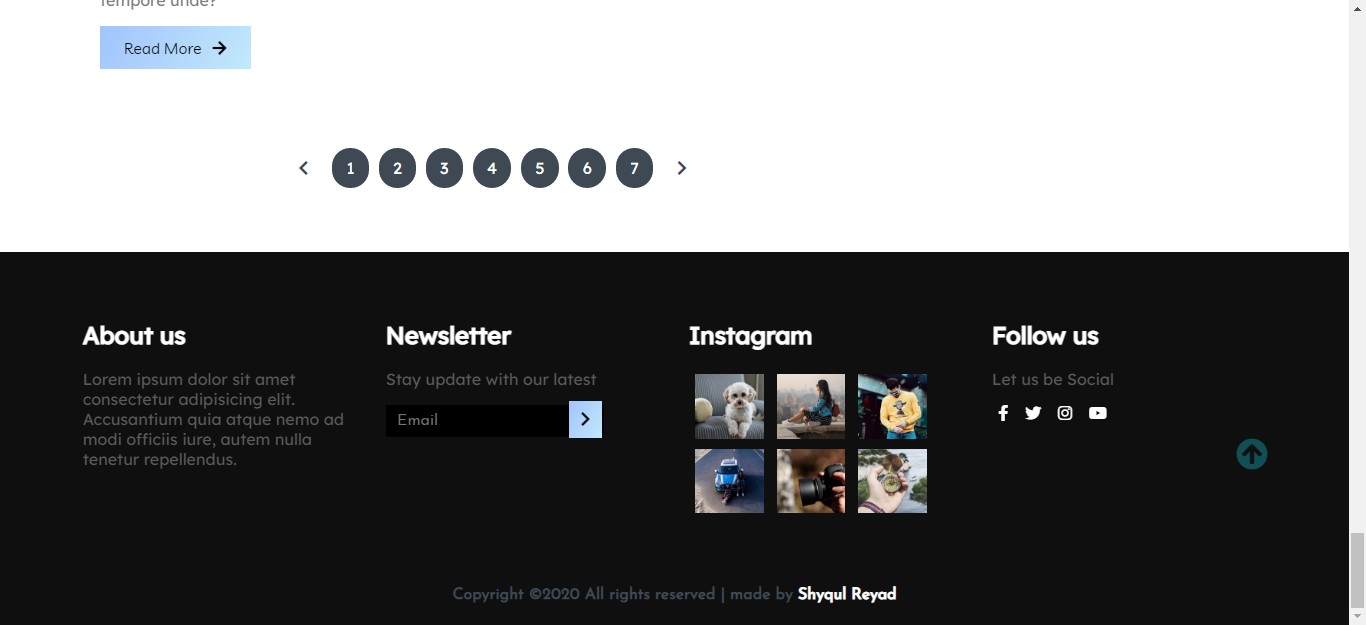 Tempore unde?
Read More
1 2 3 4 5 6 7
About us
Lorem ipsum dolor sit amet
consectetur adipisicing elit.
Accusantium quia atque nemo ad
modi officiis iure, autem nulla
tenetur repellendus.
Newsletter
Stay update with our latest
Email
Instagram
Follow us
Let us be Social
Copyright ©2020 All rights reserved | made by Shyqul Reyad